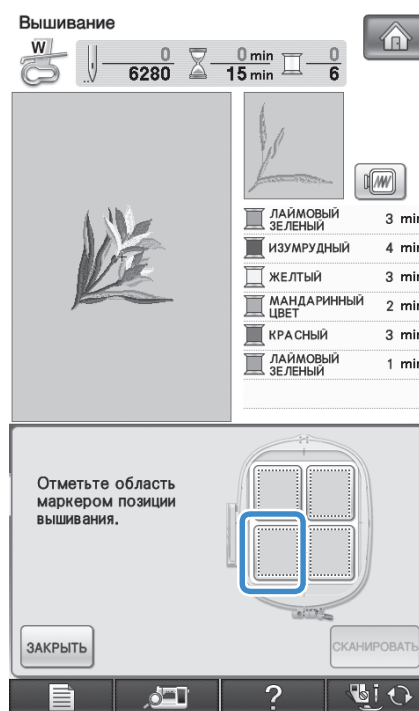 Вышивание
W
0
6280
0 min
15 min
0
6
ЛАЙМОВЫЙ
ЗЕЛЕНЫЙ 3 min
ИЗУМРУДНЫЙ 4 min
ЖЕЛТЫЙ 3 min
МАНДАРИННЫЙ
ЦВЕТ 2 min
КРАСНЫЙ 3 min
ЛАЙМОВЫЙ
ЗЕЛЕНЫЙ 1 min
Отметьте область
маркером позиции
вышивания.
ЗАКРЫТЬ
СКАНИРОВАТЬ
?